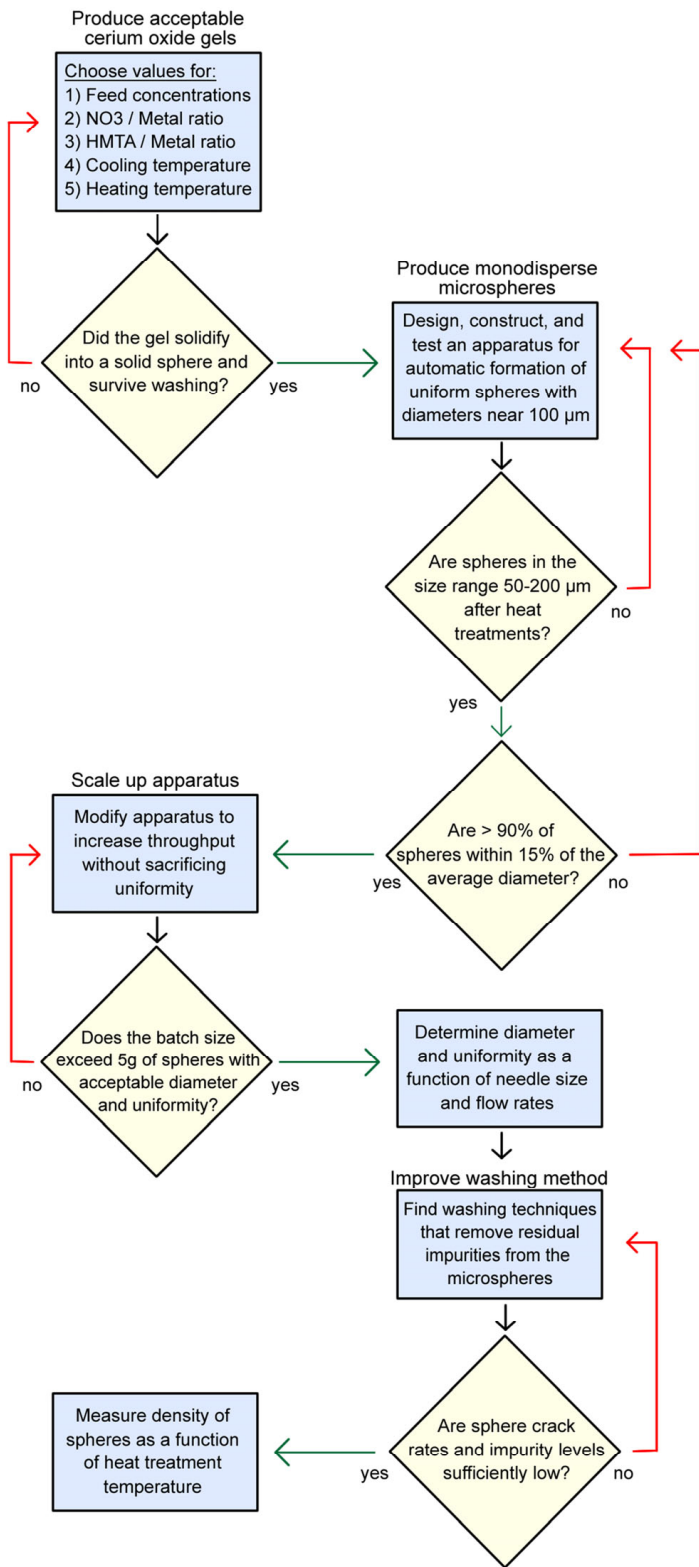 Produce acceptable
cerium oxide gels
Choose values for:
1) Feed concentrations
2) NO3 / Metal ratio
3) HMTA / Metal ratio
4) Cooling temperature
5) Heating temperature
Did the gel solidify
into a solid sphere and
survive washing?
no
yes
Produce monodisperse
microspheres
Design, construct, and
test an apparatus for
automatic formation of
uniform spheres with
diameters near 100 µm
Are spheres in the
size range 50-200 µm
after heat
treatments?
no
yes
Are > 90% of
spheres within 15% of the
average diameter?
yes
no
Scale up apparatus
Modify apparatus to
increase throughput
without sacrificing
uniformity
Does the batch size
exceed 5g of spheres with
acceptable diameter
and uniformity?
no
yes
Determine diameter
and uniformity as a
function of needle size
and flow rates
Improve washing method
Find washing techniques
that remove residual
impurities from the
microspheres
Are sphere crack
rates and impurity levels
sufficiently low?
yes
no
Measure density of
spheres as a function
of heat treatment
temperature